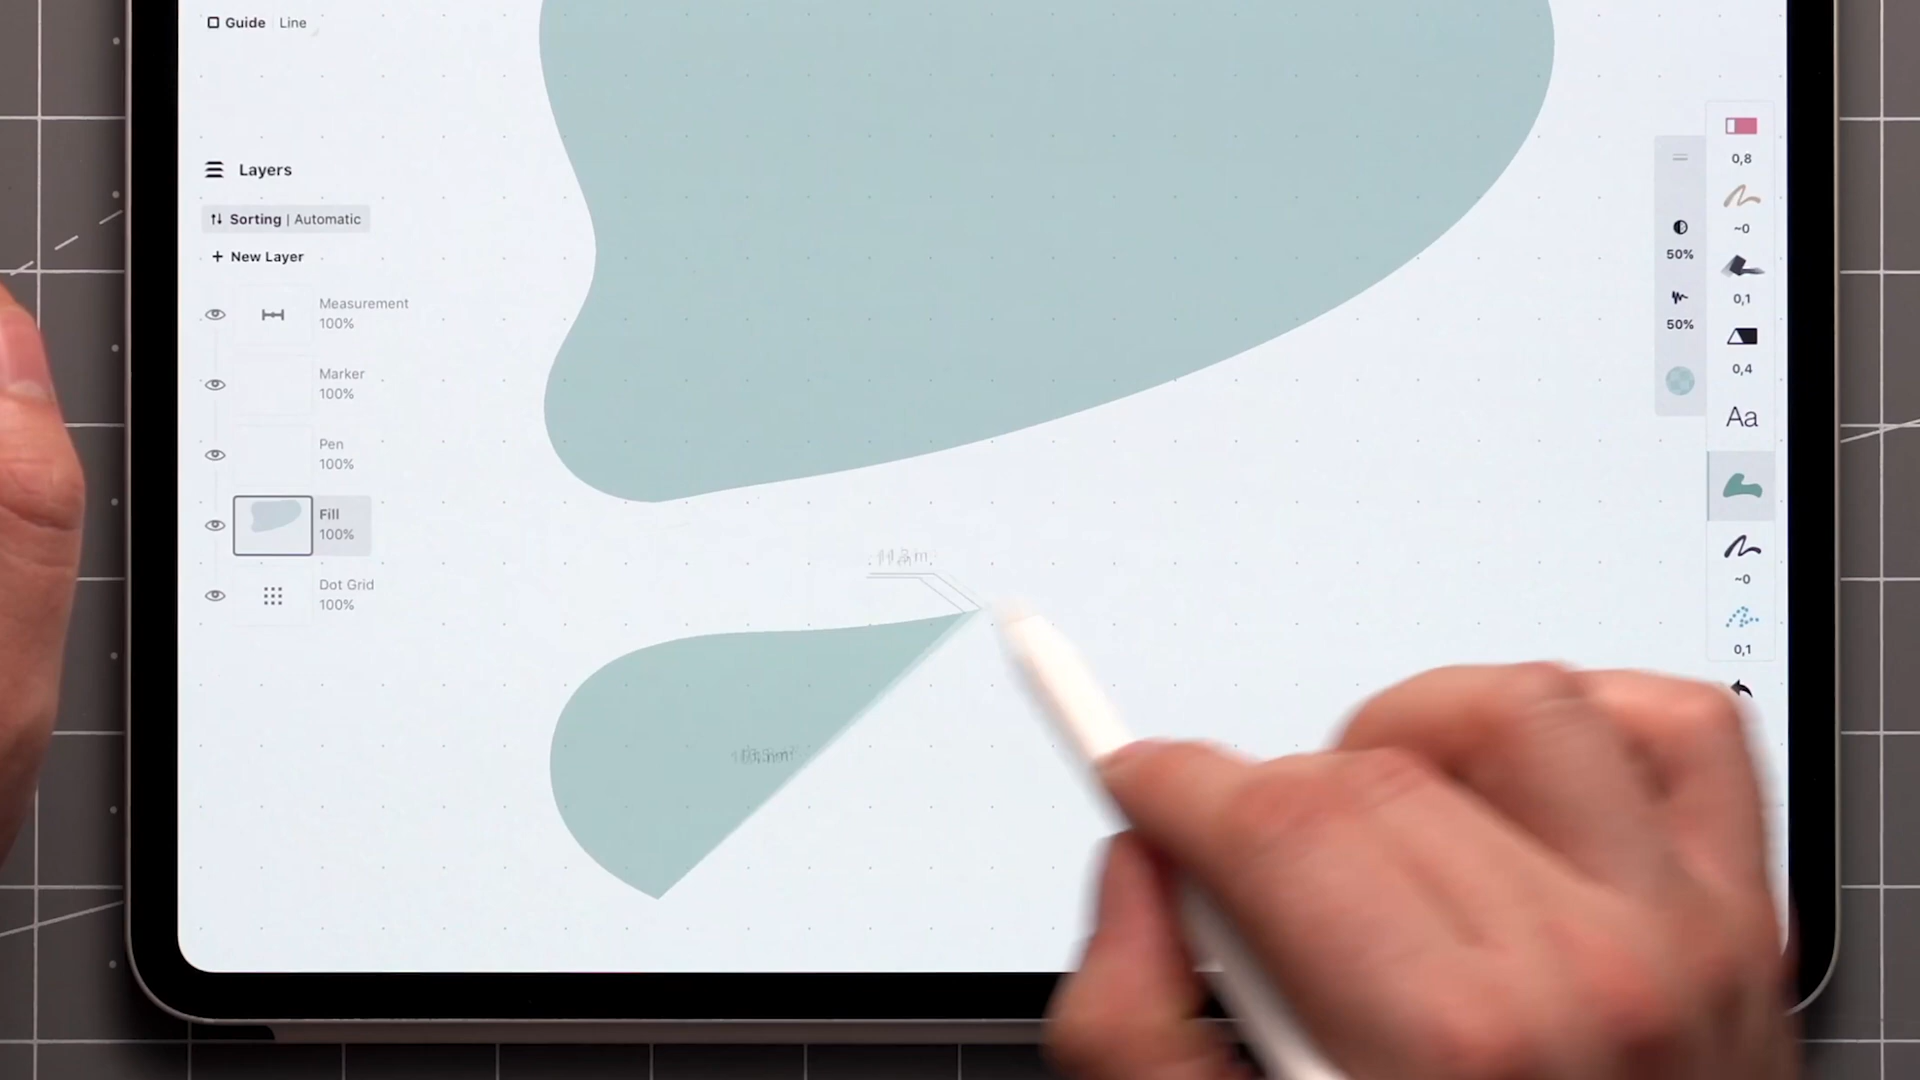 Guide Line
Layers
Sorting | Automatic
+ New Layer
Measurement
100%
Marker
100%
Pen
100%
Fill
100%
Dot Grid
100%
50%
50%
0,8
~0
0,1
0,4
Aa
~0
0,1